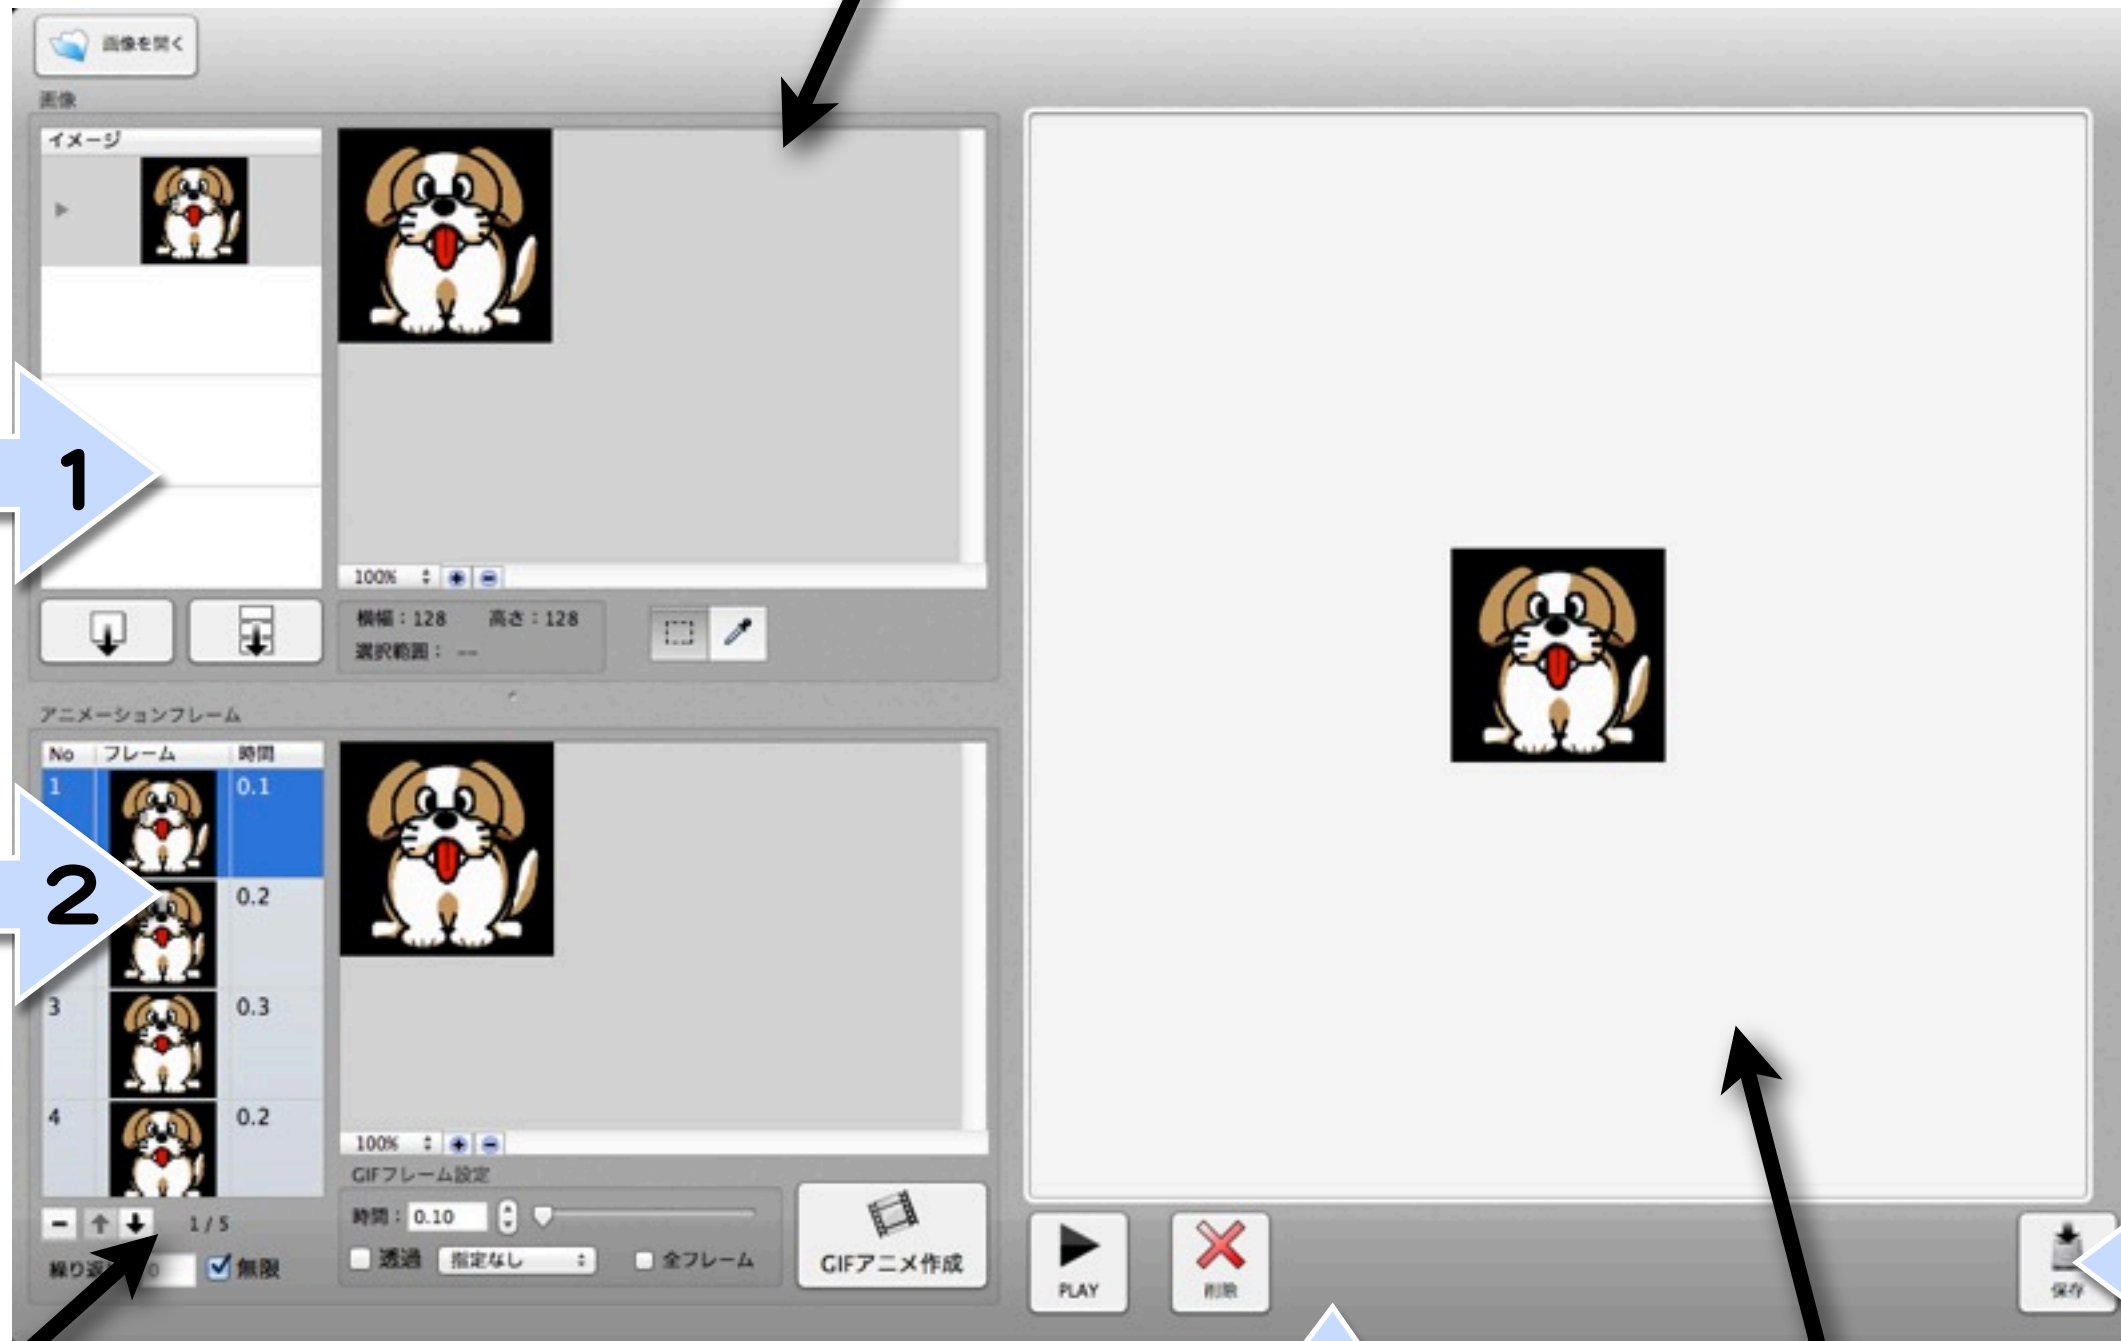 画像を開く
画像
イメージ
1
100%
横幅：128 高さ：128
選択範囲： --
アニメーションフレーム
No フレーム 時間
1 0.1
2
0.2
3 0.3
4 0.2
100%
GIFフレーム設定
1 / 5
時間： 0.10
繰り返 0 無限
透過 指定なし 全フレーム
GIFアニメ作成
PLAY
削除
保存